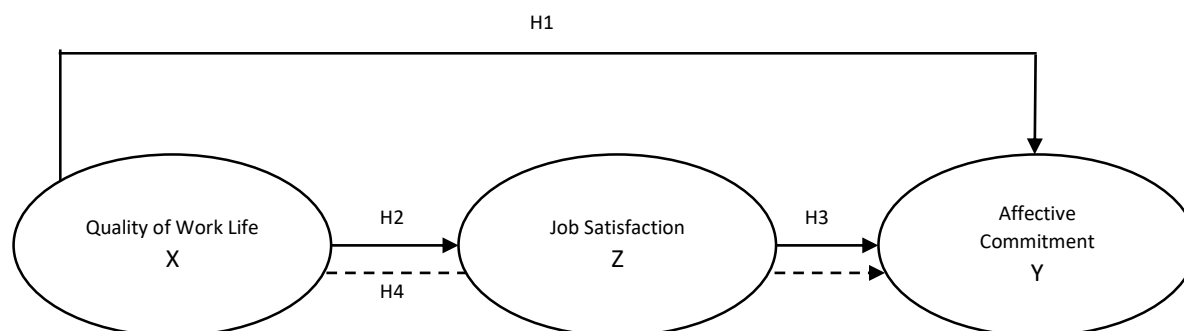 H1
Quality of Work Life
X
H2
H4
Job Satisfaction
Z
H3
Affective
Commitment
Y